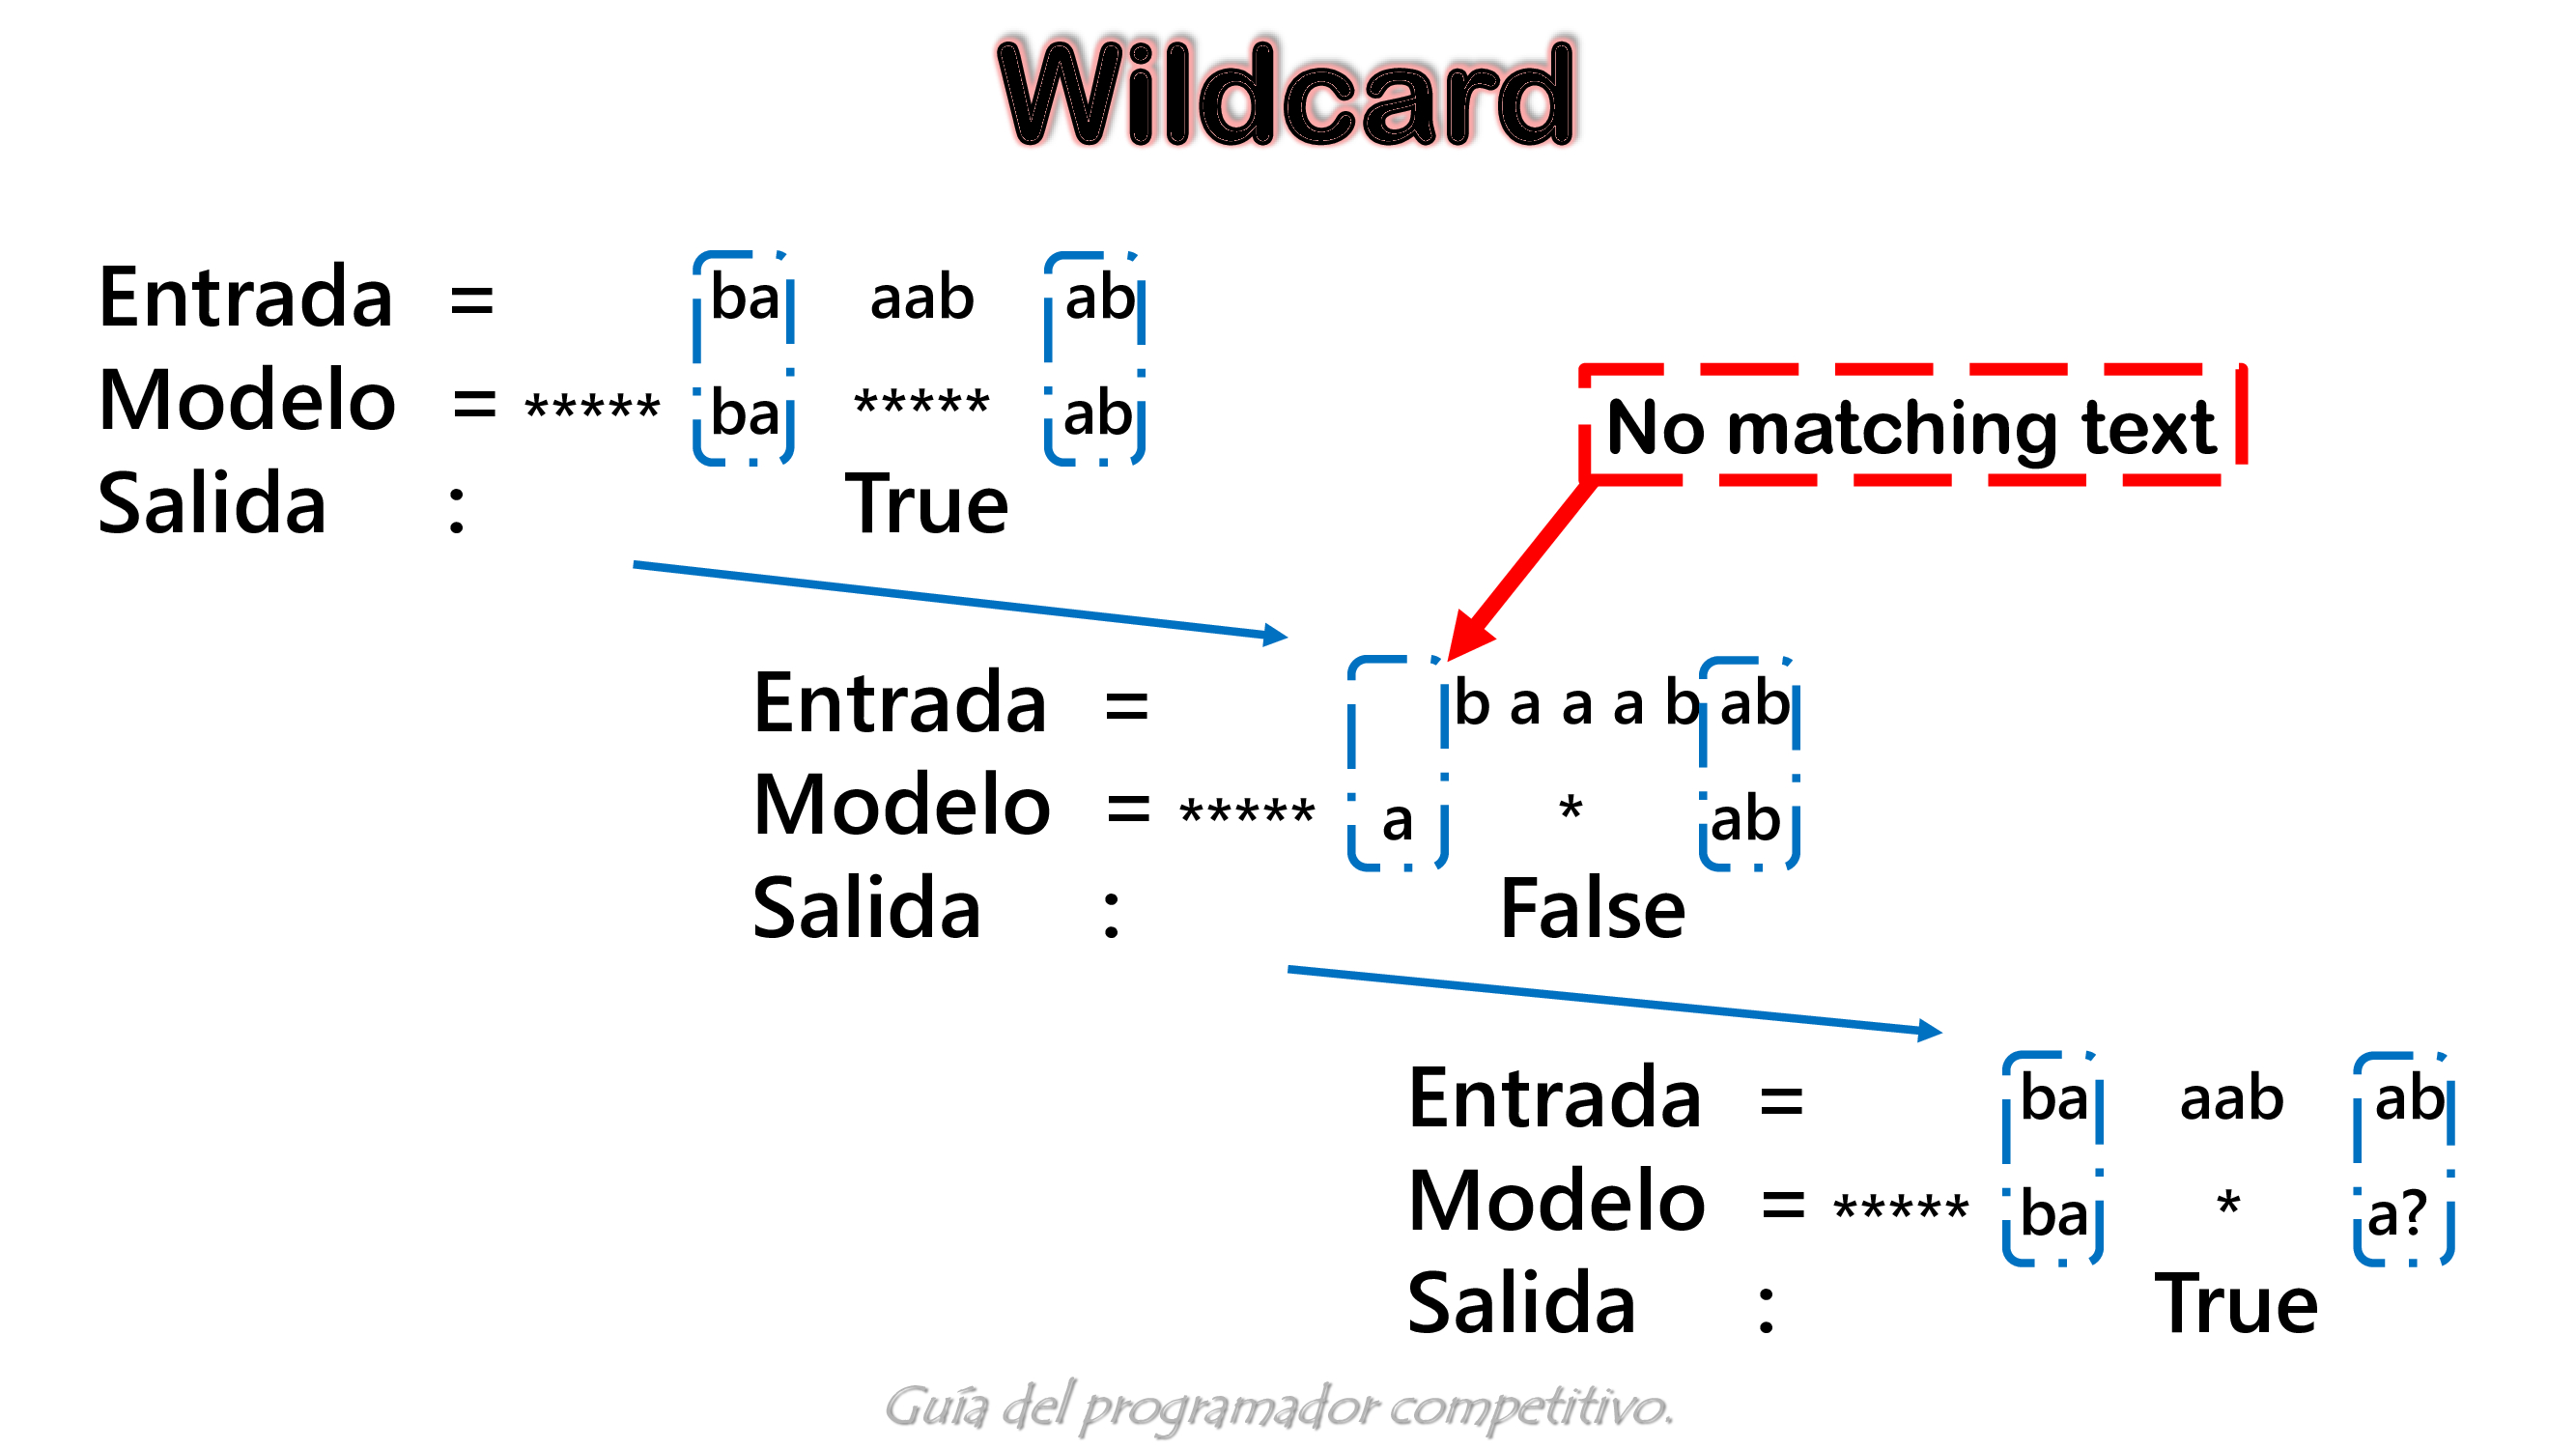 Wildcard
Entrada = ba aab ab
Modelo = ***** ba ***** ab
Salida : True
No matching text
Entrada = b a a a b ab
Modelo = ***** a * ab
Salida : False
Entrada = ba aab ab
Modelo = ***** ba * a?
Salida : True
Guía del programador competitivo.